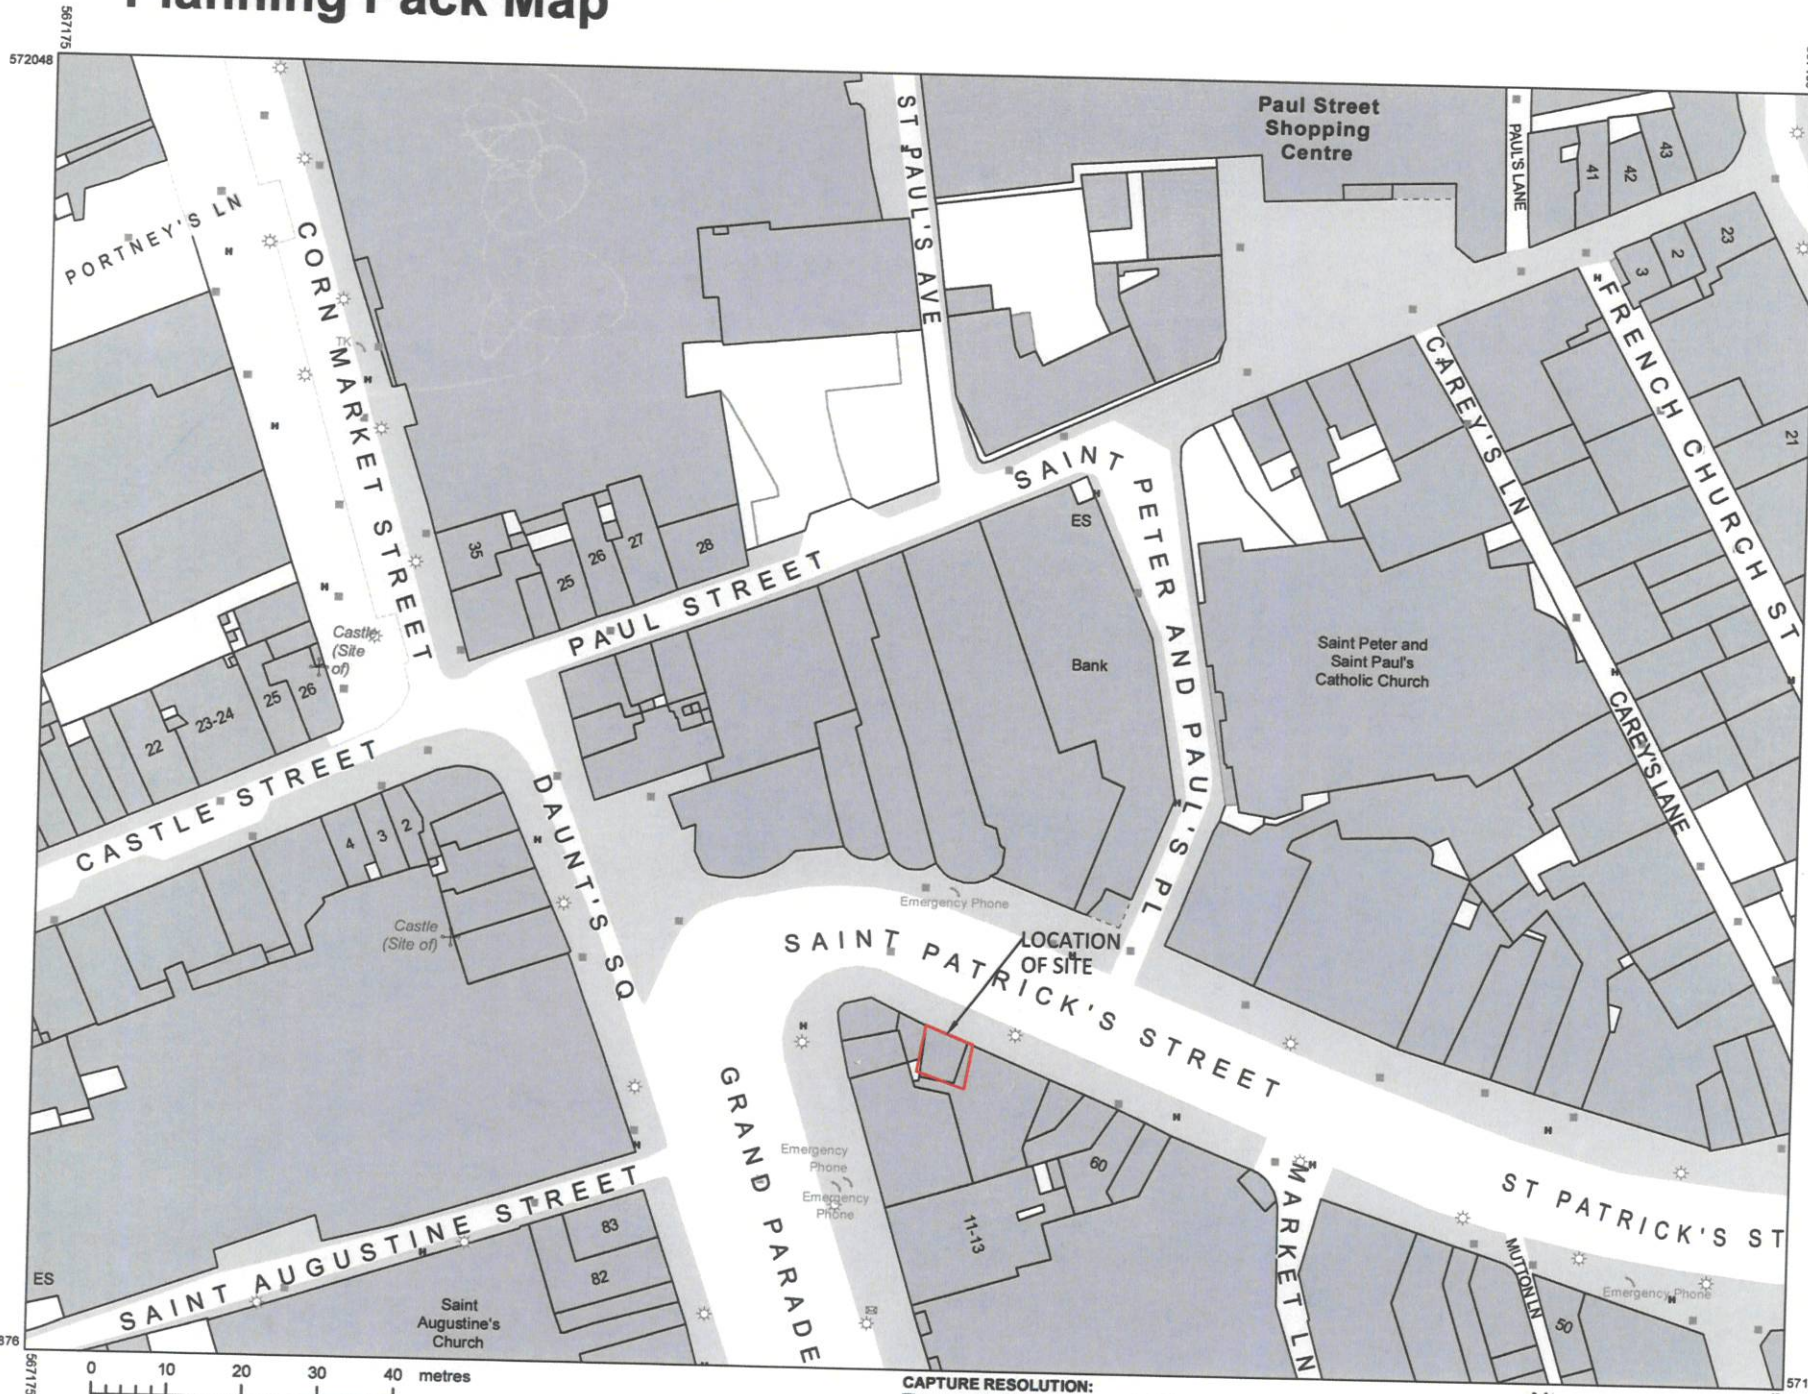 Planning Pack Map
567175
572048
ST PAUL'S AVE
Paul Street
Shopping
Centre
PAUL'S LANE
41
42
43
PORTNEY'S LN
CORN MARKET STREET
TK
23
2
3
FRENCH CHURCH ST
CAREY'S LN
21
SAINT PETER AND PAUL'S PL
ES
35
25
26
27
28
PAUL STREET
Castle
(Site
of)
Bank
Saint Peter and
Saint Paul's
Catholic Church
CAREY'S LANE
22
23-24
25
26
CASTLE STREET
DAUNT'S SQ
4
3
2
Emergency Phone
Castle
(Site of)
SAINT PATRICK'S STREET
LOCATION
OF SITE
GRAND PARADE
Emergency
Phone
Emergency
Phone
60
11-13
MARKET LN
ST PATRICK'S ST
MUTTON LN
Emergency Phone
50
SAINT AUGUSTINE STREET
83
82
ES
Saint
Augustine's
Church
567175
0 10 20 30 40 metres
CAPTURE RESOLUTION: